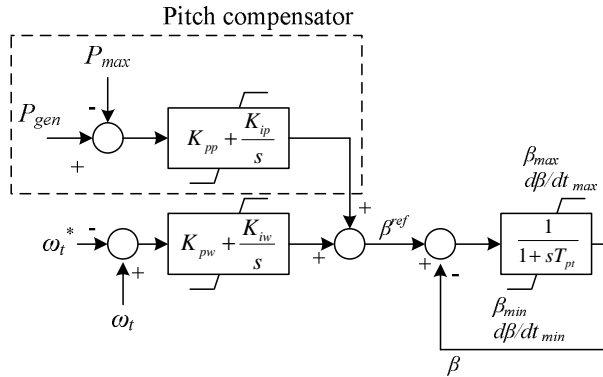 Pitch compensator
P_max
-
P_gen
+
K_pp + K_ip/s
β_max
dβ/dt_max
+
ω_t* -
+
K_pw + K_iw/s
+
β^ref
+
-
1/(1 + sT_pt)
ω_t
β_min
dβ/dt_min
β